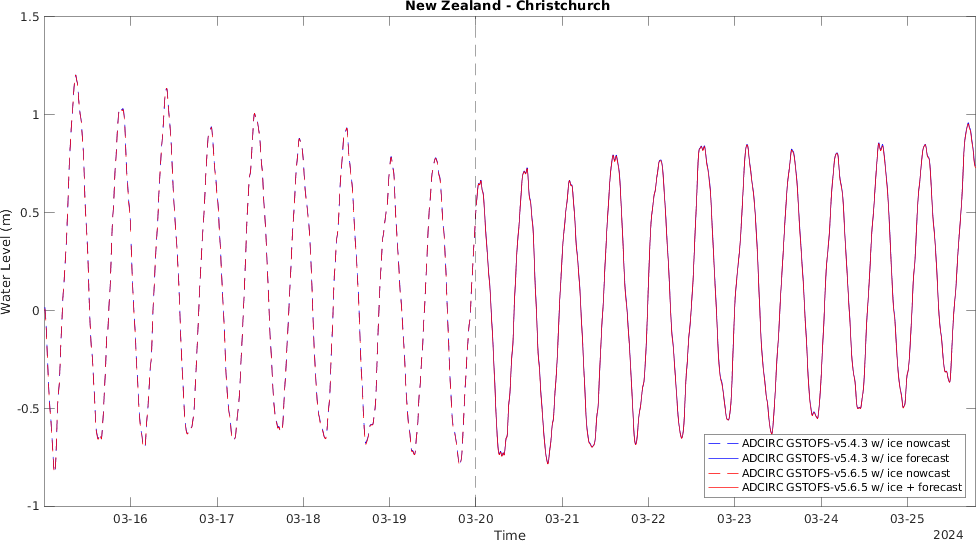 New Zealand - Christchurch
1.5
1
0.5
0
-0.5
-1
Water Level (m)
ADCIRC GSTOFS-v5.4.3 w/ ice nowcast
ADCIRC GSTOFS-v5.4.3 w/ ice forecast
ADCIRC GSTOFS-v5.6.5 w/ ice nowcast
ADCIRC GSTOFS-v5.6.5 w/ ice + forecast
03-16 03-17 03-18 03-19 03-20 03-21 03-22 03-23 03-24 03-25
Time
2024